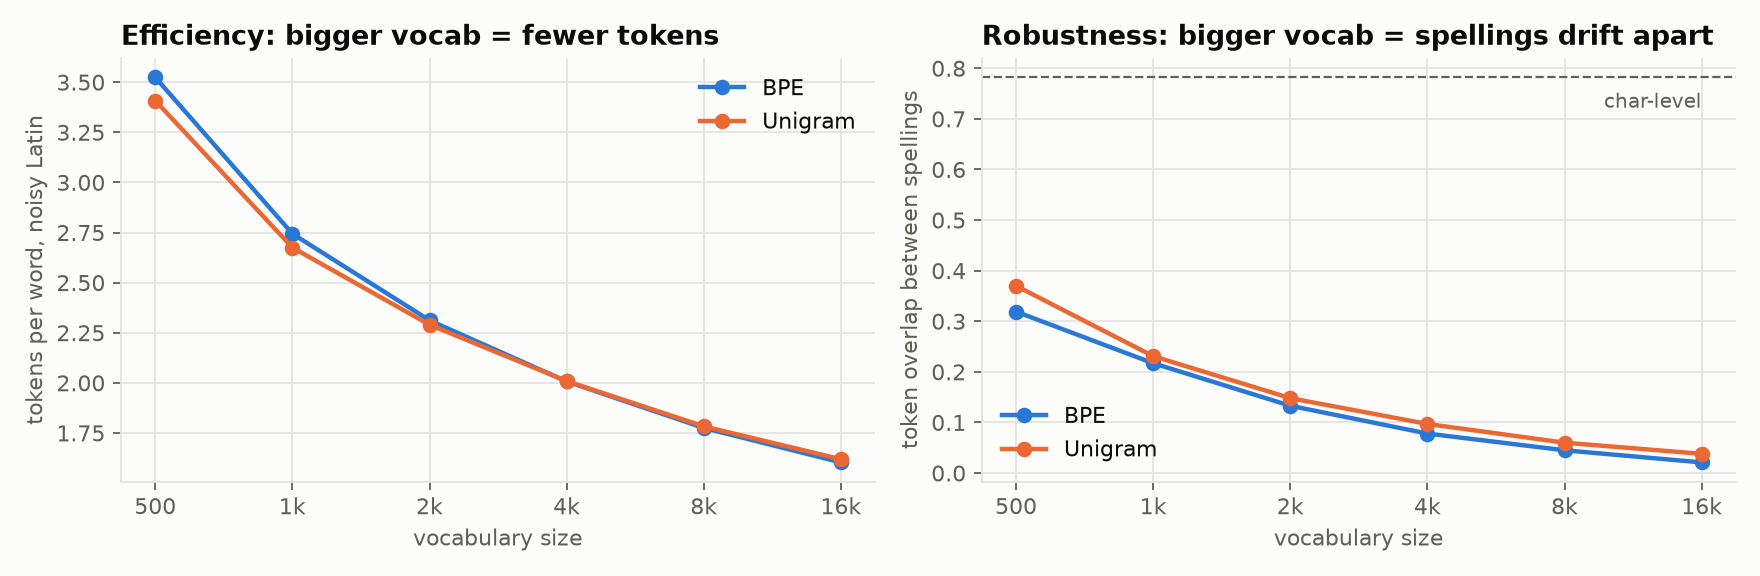 Efficiency: bigger vocab = fewer tokens
tokens per word, noisy Latin
3.50
3.25
3.00
2.75
2.50
2.25
2.00
1.75
BPE
Unigram
500 1k 2k 4k 8k 16k
vocabulary size
Robustness: bigger vocab = spellings drift apart
token overlap between spellings
0.8
0.7
0.6
0.5
0.4
0.3
0.2
0.1
0.0
char-level
BPE
Unigram
500 1k 2k 4k 8k 16k
vocabulary size